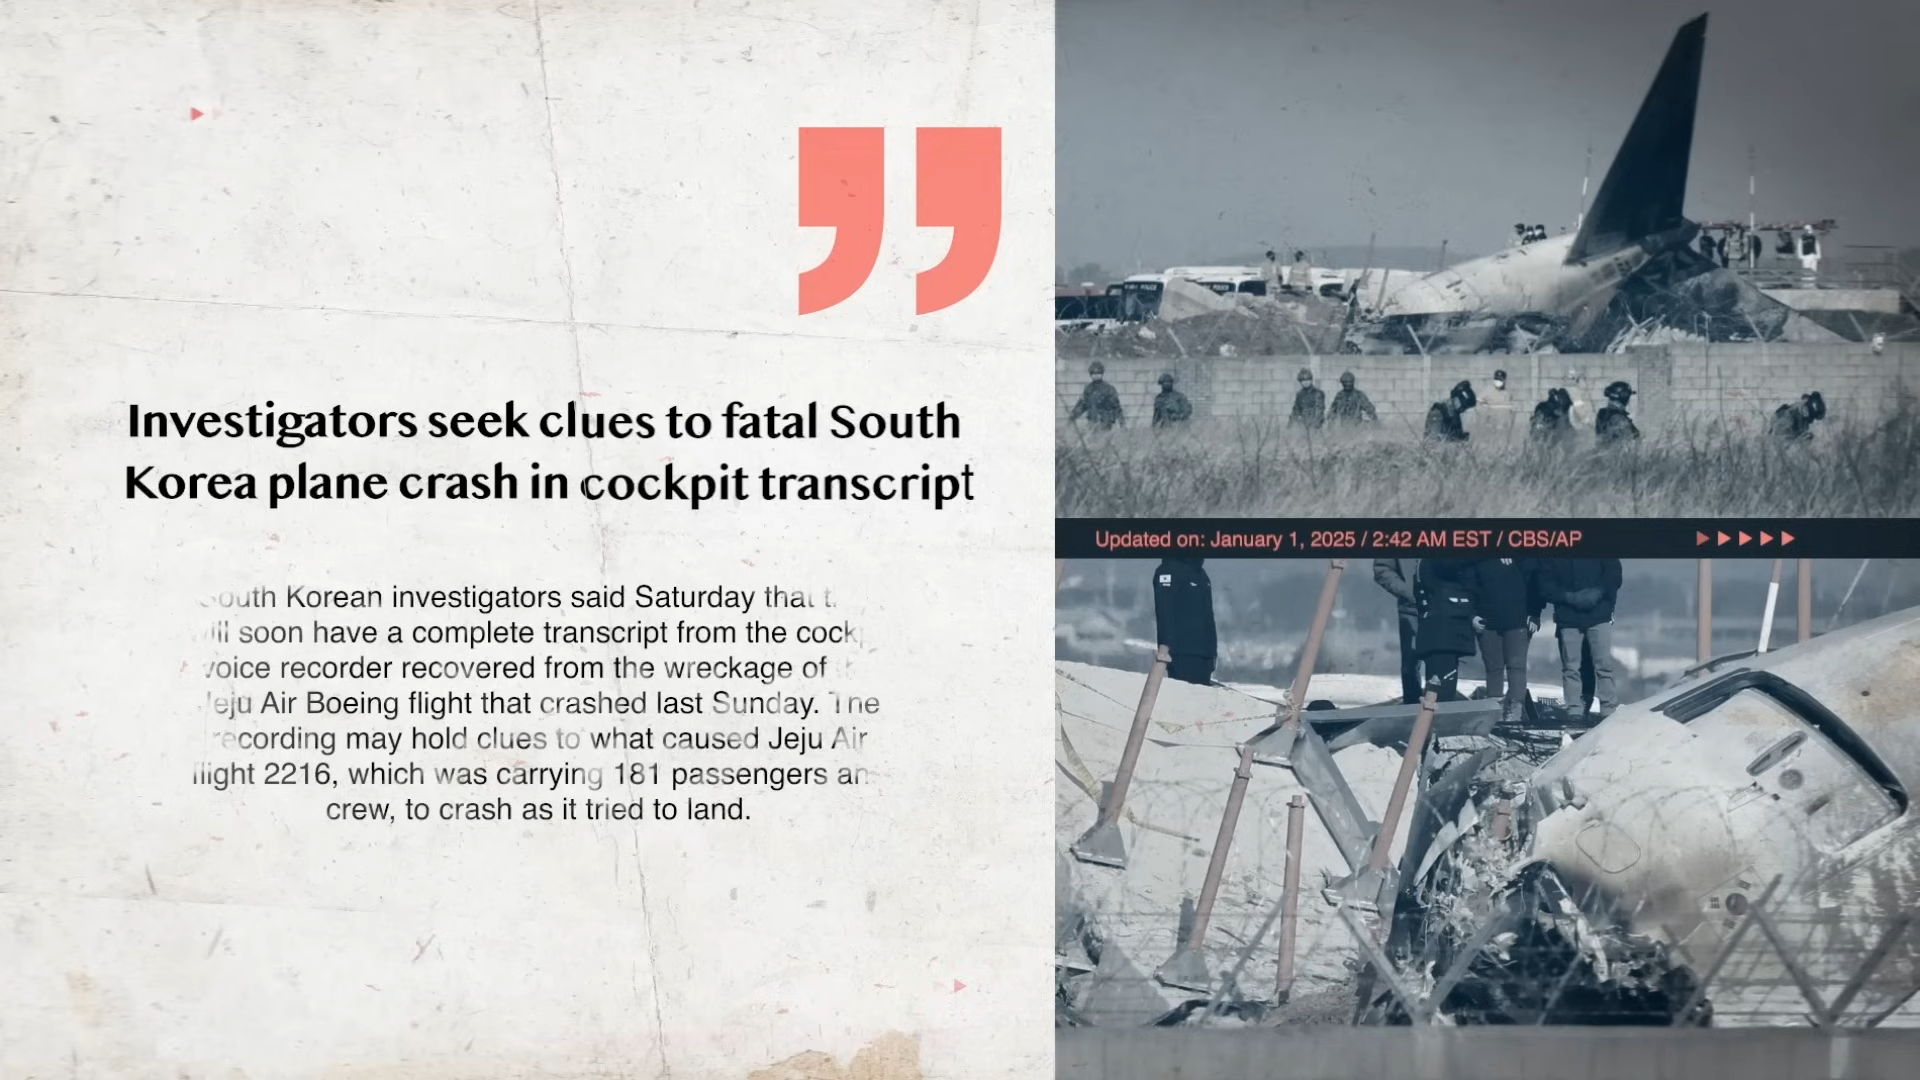 Investigators seek clues to fatal South
Korea plane crash in cockpit transcript
South Korean investigators said Saturday that
soon have a complete transcript from the
voice recorder recovered from the wreckage of
Jeju Air Boeing flight that crashed last Sunday. The
recording may hold clues to what caused Jeju Air
flight 2216, which was carrying 181 passengers
crew, to crash as it tried to land.
Updated on: January 1, 2025 / 2:42 AM EST / CBS/AP